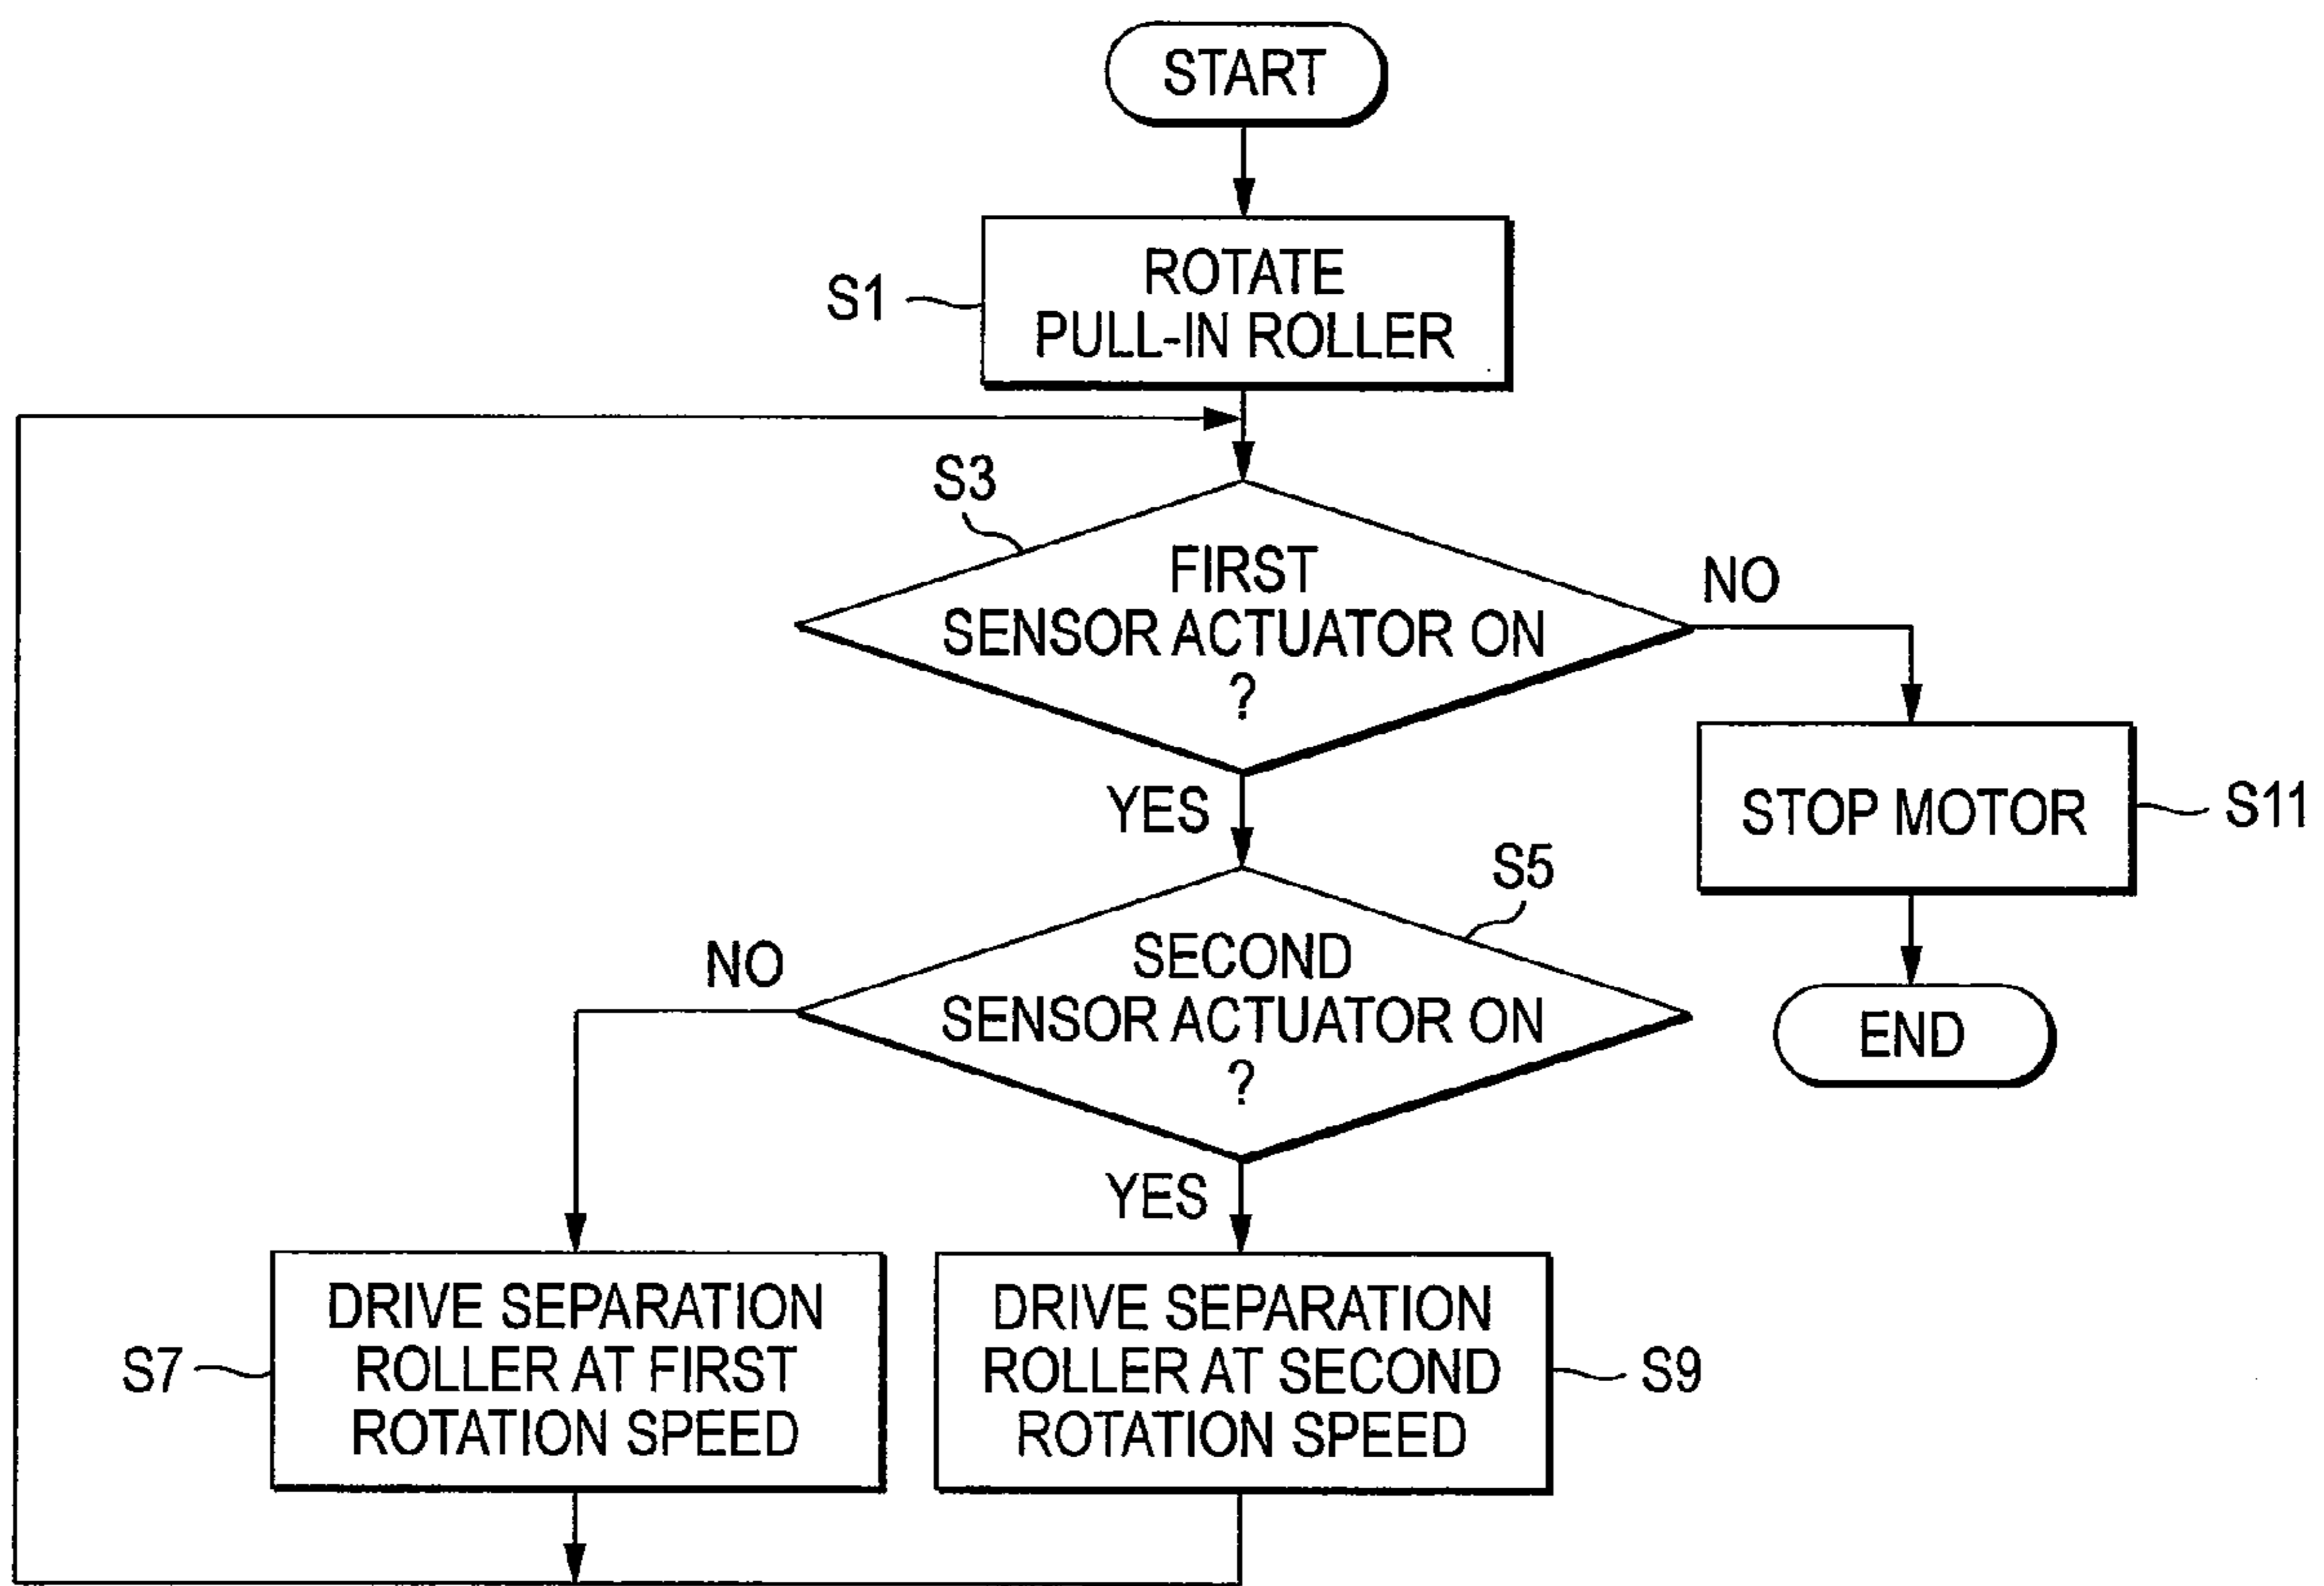 START
S1
ROTATE
PULL-IN ROLLER
S3
FIRST
SENSOR ACTUATOR ON
?
NO
YES
STOP MOTOR
S11
S5
SECOND
SENSOR ACTUATOR ON
?
NO
YES
END
S7
DRIVE SEPARATION
ROLLER AT FIRST
ROTATION SPEED
DRIVE SEPARATION
ROLLER AT SECOND
ROTATION SPEED
S9